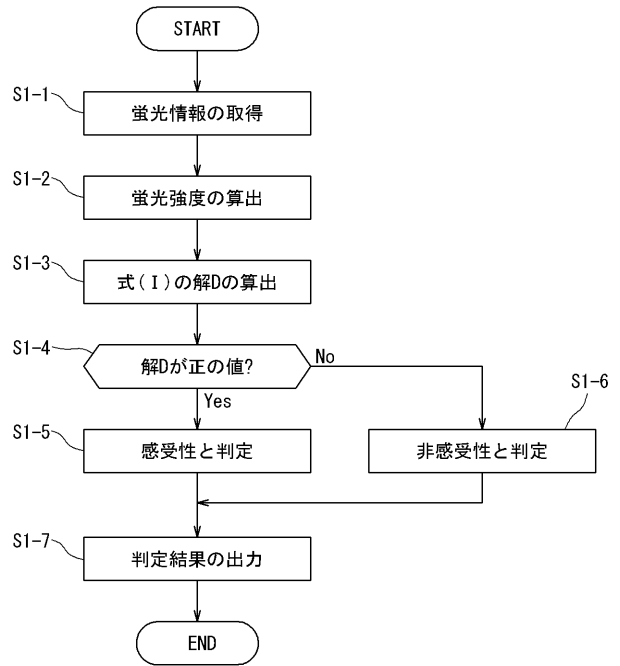 START
S1-1
蛍光情報の取得
S1-2
蛍光強度の算出
S1-3
式(Ⅰ)の解Dの算出
S1-4
解Dが正の値?
No
Yes
S1-6
S1-5
感受性と判定
非感受性と判定
S1-7
判定結果の出力
END